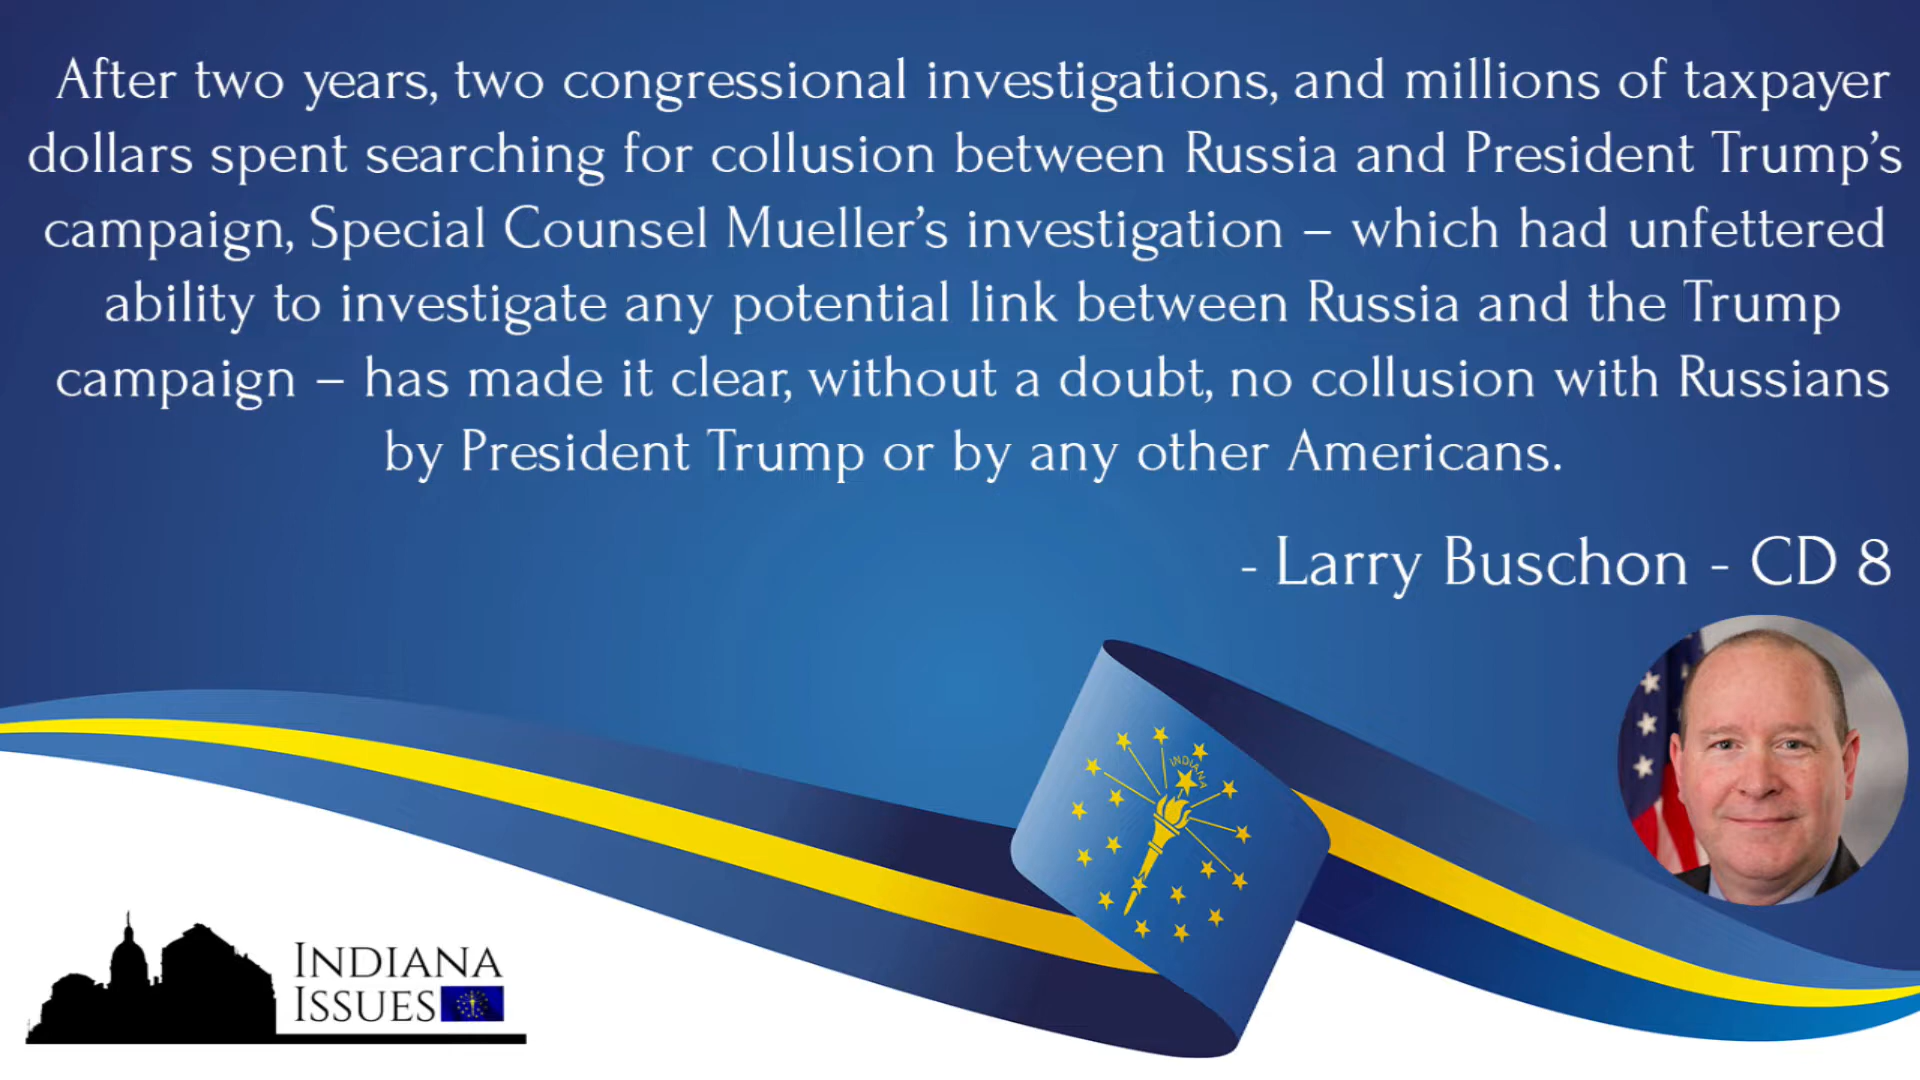 After two years, two congressional investigations, and millions of taxpayer
dollars spent searching for collusion between Russia and President Trump’s
campaign, Special Counsel Mueller’s investigation – which had unfettered
ability to investigate any potential link between Russia and the Trump
campaign – has made it clear, without a doubt, no collusion with Russians
by President Trump or by any other Americans.
- Larry Buschon - CD 8
INDIANA
INDIANA
ISSUES